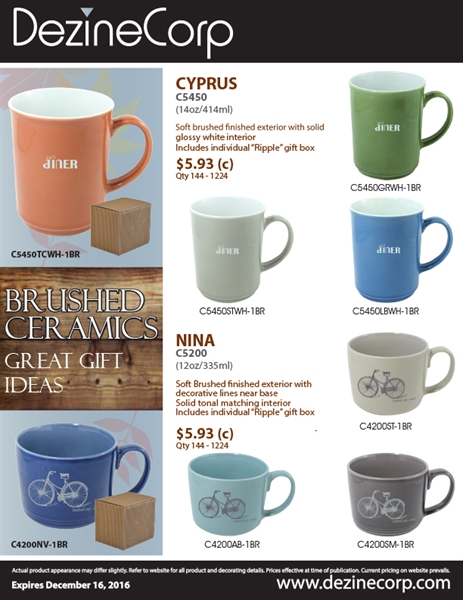 DezineCorp
CYPRUS
C5450
(14oz/414ml)
Soft brushed finished exterior with solid
glossy white interior
Includes individual “Ripple” gift box
$5.93 (c)
Qty 144 - 1224
diner
C5450TCWH-1BR
diner
C5450GRWH-1BR
diner
C5450STWH-1BR
diner
C5450LBWH-1BR
BRUSHED
CERAMICS
GREAT GIFT
IDEAS
NINA
C5200
(12oz/335ml)
Soft Brushed finished exterior with
decorative lines near base
Solid tonal matching interior
Includes individual “Ripple” gift box
$5.93 (c)
Qty 144 - 1224
C4200ST-1BR
C4200NV-1BR
C4200AB-1BR
C4200SM-1BR
Actual product appearance may differ slightly. Refer to website for all product and decorating details. Prices effective at time of publication. Current pricing on website prevails.
Expires December 16, 2016
www.dezinecorp.com